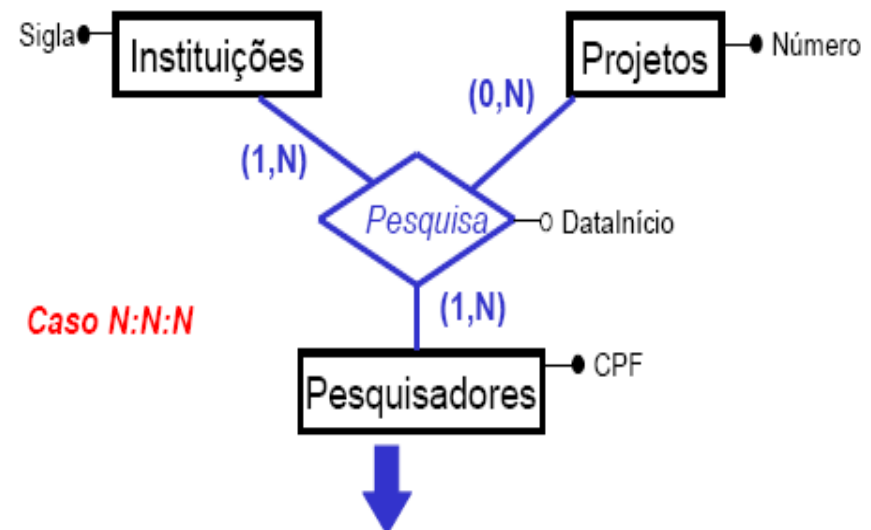 Sigla
Instituições
Projetos
Número
(0,N)
(1,N)
Pesquisa
DataInício
(1,N)
Caso N:N:N
CPF
Pesquisadores